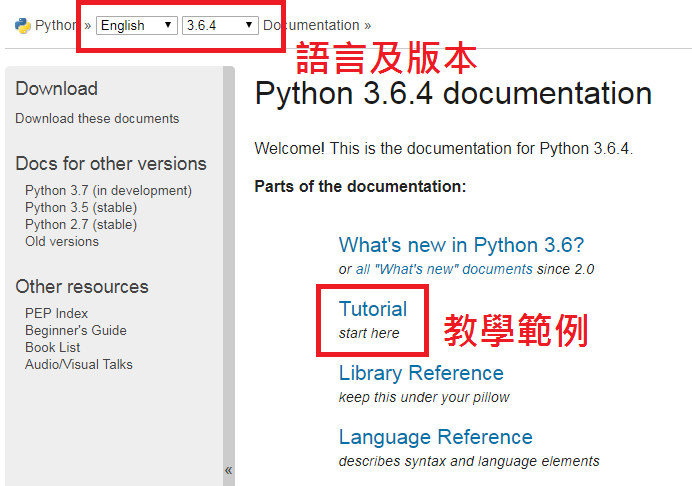 Python » English 3.6.4 Documentation »
語言及版本
Download
Download these documents
Docs for other versions
Python 3.7 (in development)
Python 3.5 (stable)
Python 2.7 (stable)
Old versions
Other resources
PEP Index
Beginner's Guide
Book List
Audio/Visual Talks
«
Python 3.6.4 documentation
Welcome! This is the documentation for Python 3.6.4.
Parts of the documentation:
What's new in Python 3.6?
or all "What's new" documents since 2.0
Tutorial
start here
教學範例
Library Reference
keep this under your pillow
Language Reference
describes syntax and language elements